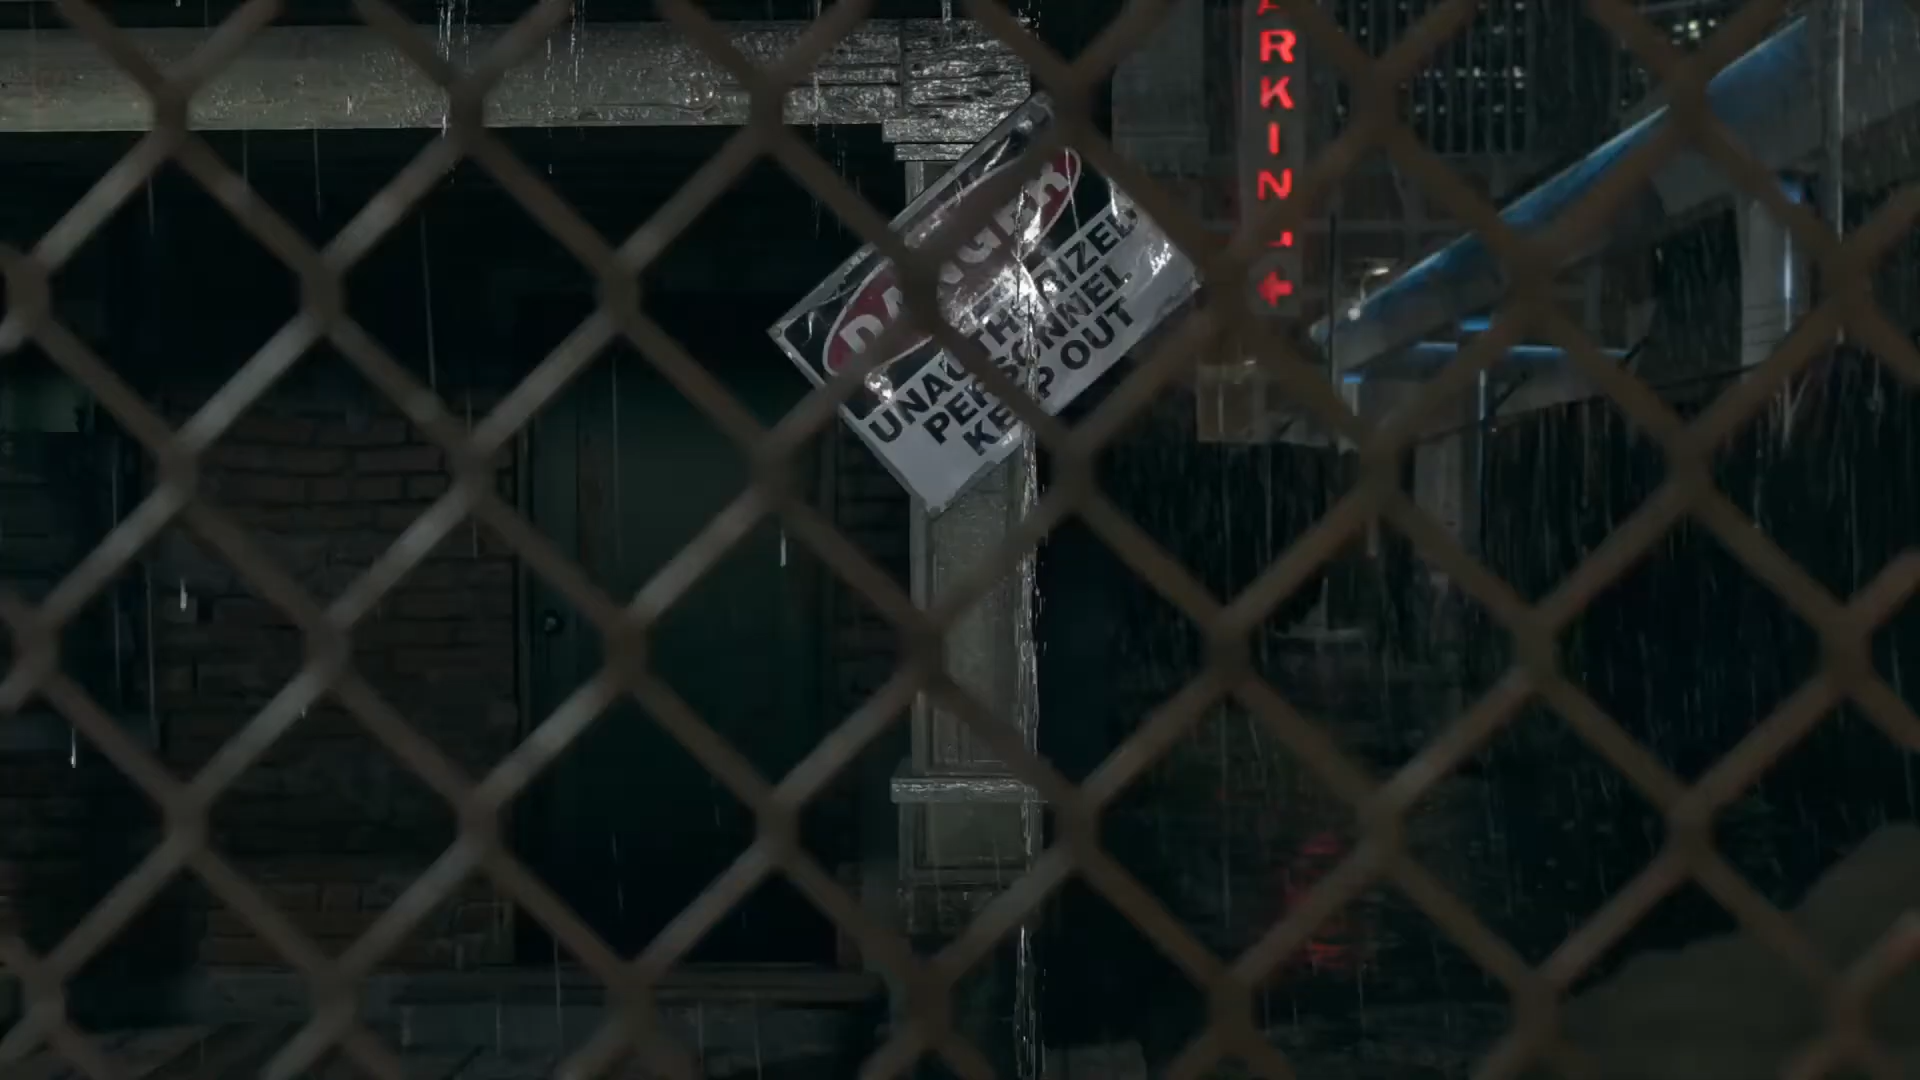 DANGER
UNAUTHORIZED
PERSONNEL
KEEP OUT
ARKIN